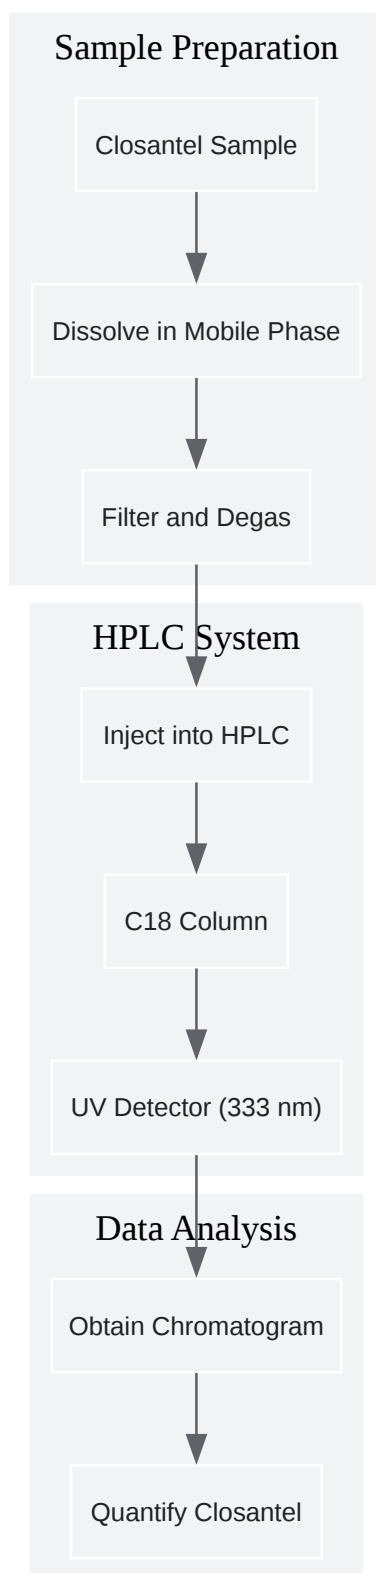 Sample Preparation
Closantel Sample
Dissolve in Mobile Phase
Filter and Degas
HPLC System
Inject into HPLC
C18 Column
UV Detector (333 nm)
Data Analysis
Obtain Chromatogram
Quantify Closantel